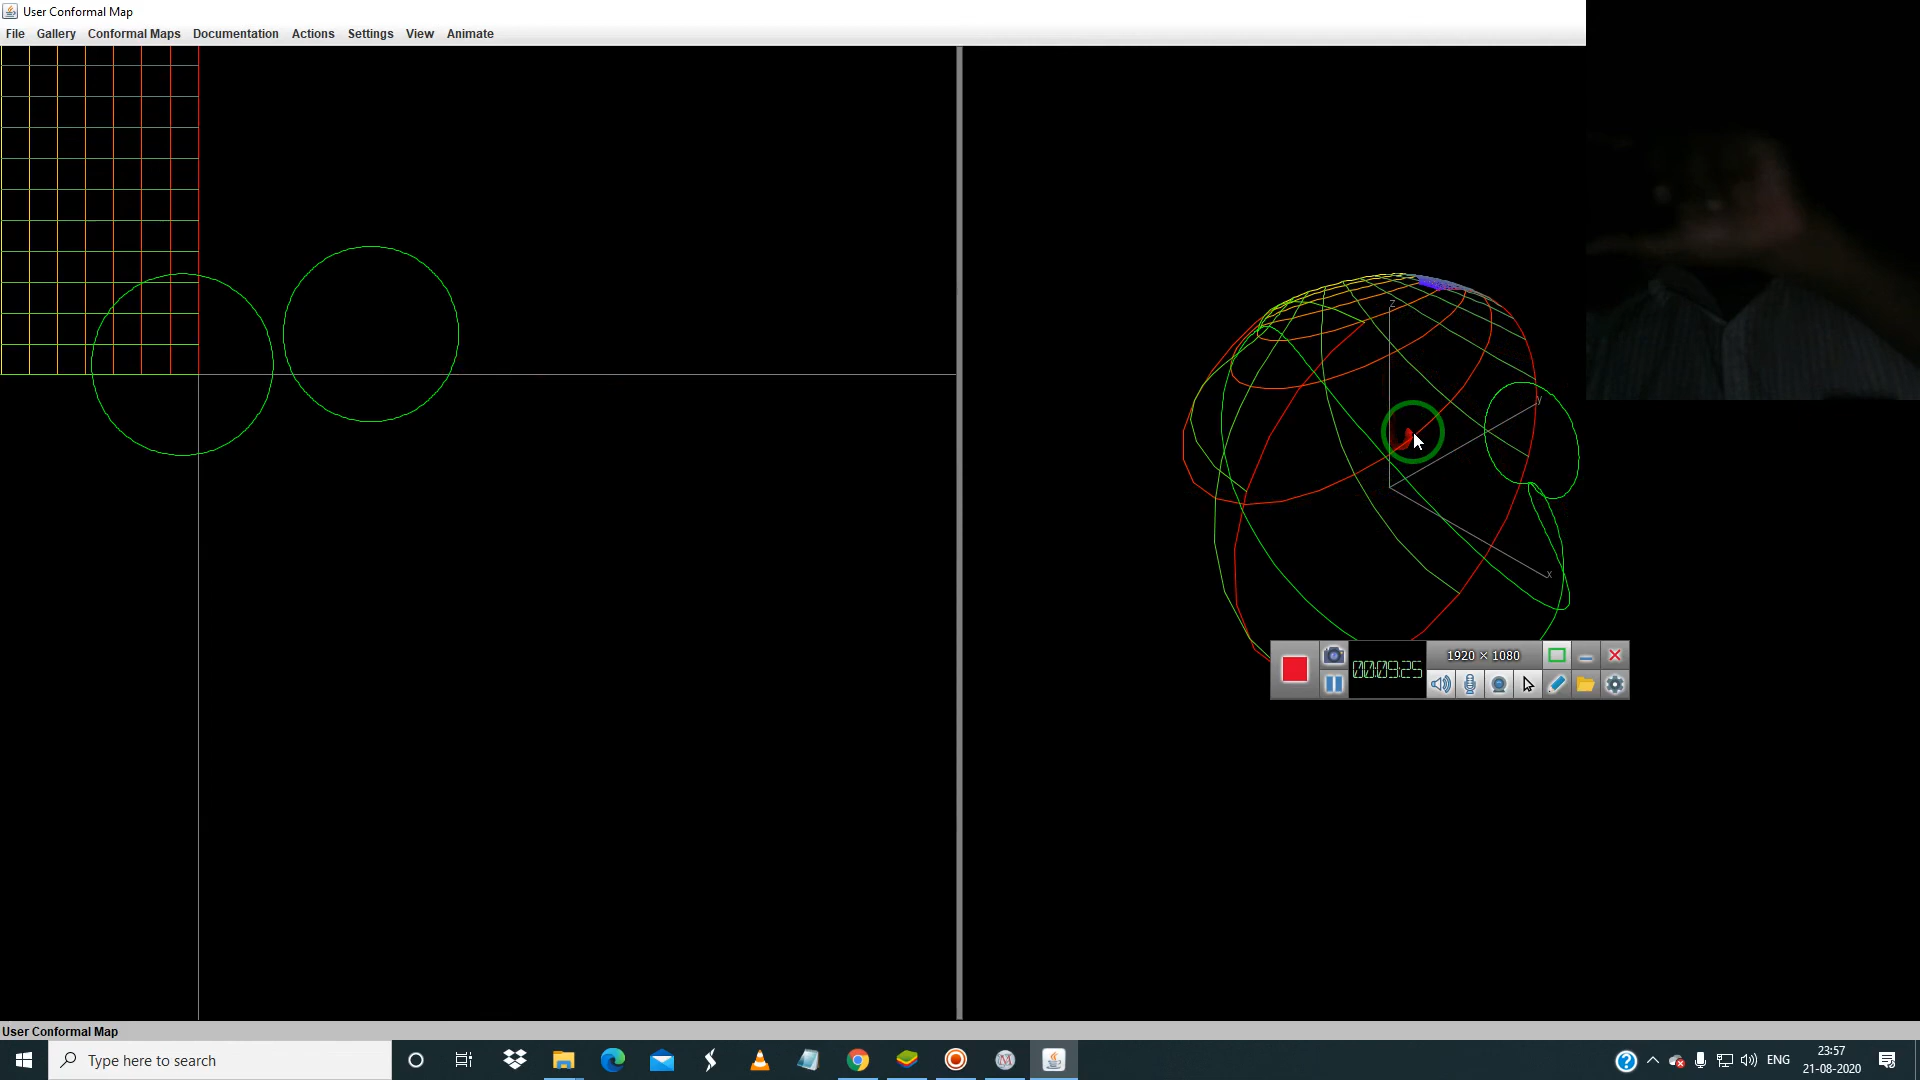 User Conformal Map
File Gallery Conformal Maps Documentation Actions Settings View Animate
z
y
x
1920 × 1080
00:09:25
User Conformal Map
Type here to search
ENG
23:57
21-08-2020